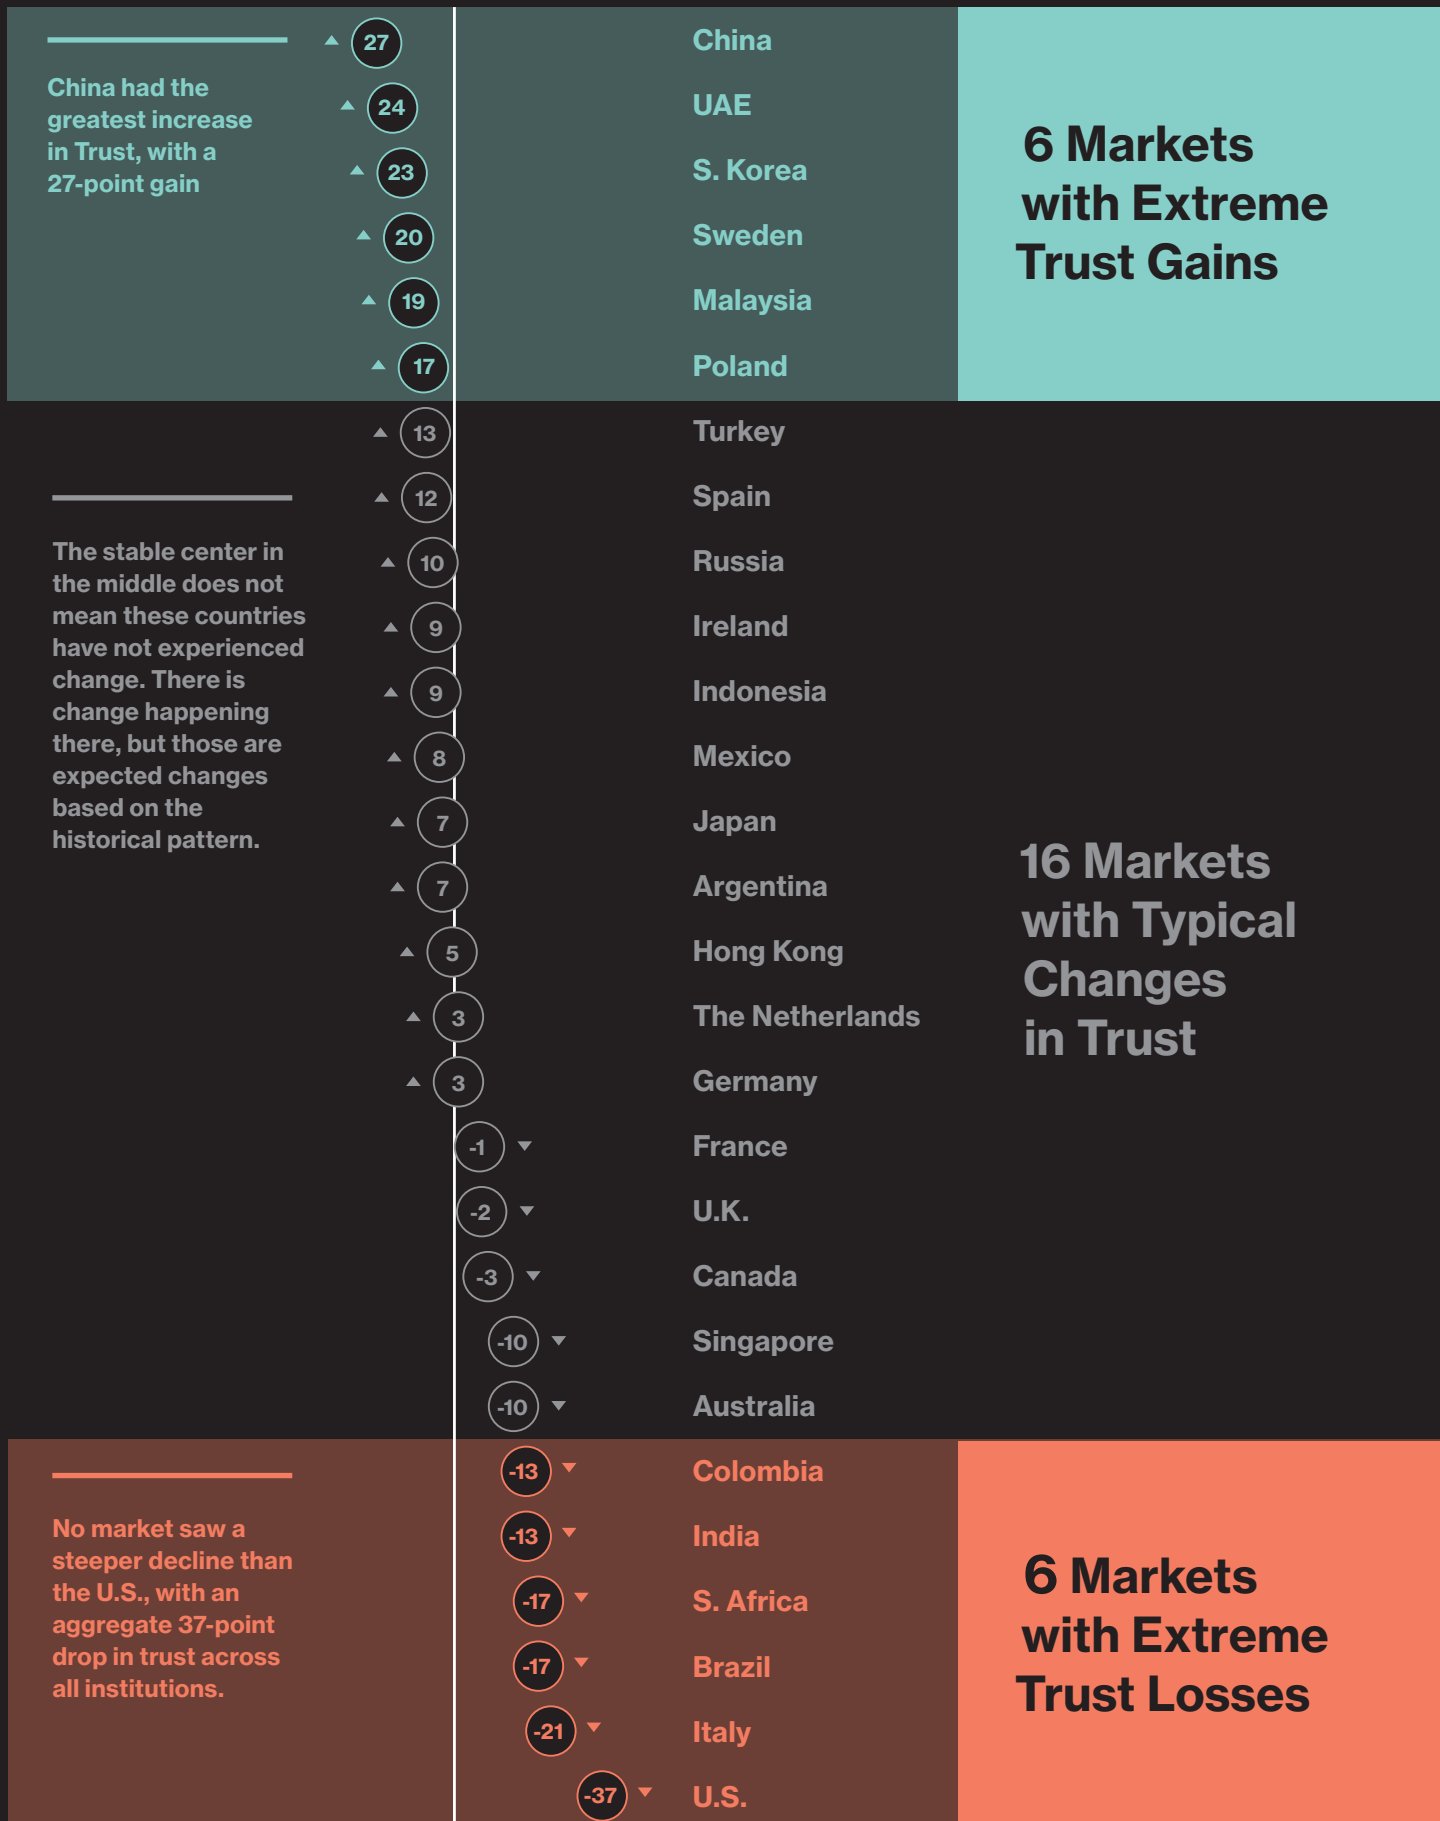 China had the
greatest increase
in Trust, with a
27-point gain
27 China
24 UAE
23 S. Korea
20 Sweden
19 Malaysia
17 Poland
6 Markets
with Extreme
Trust Gains
The stable center in
the middle does not
mean these countries
have not experienced
change. There is
change happening
there, but those are
expected changes
based on the
historical pattern.
13 Turkey
12 Spain
10 Russia
9 Ireland
9 Indonesia
8 Mexico
7 Japan
7 Argentina
5 Hong Kong
3 The Netherlands
3 Germany
-1 France
-2 U.K.
-3 Canada
-10 Singapore
-10 Australia
16 Markets
with Typical
Changes
in Trust
No market saw a
steeper decline than
the U.S., with an
aggregate 37-point
drop in trust across
all institutions.
-13 Colombia
-13 India
-17 S. Africa
-17 Brazil
-21 Italy
-37 U.S.
6 Markets
with Extreme
Trust Losses